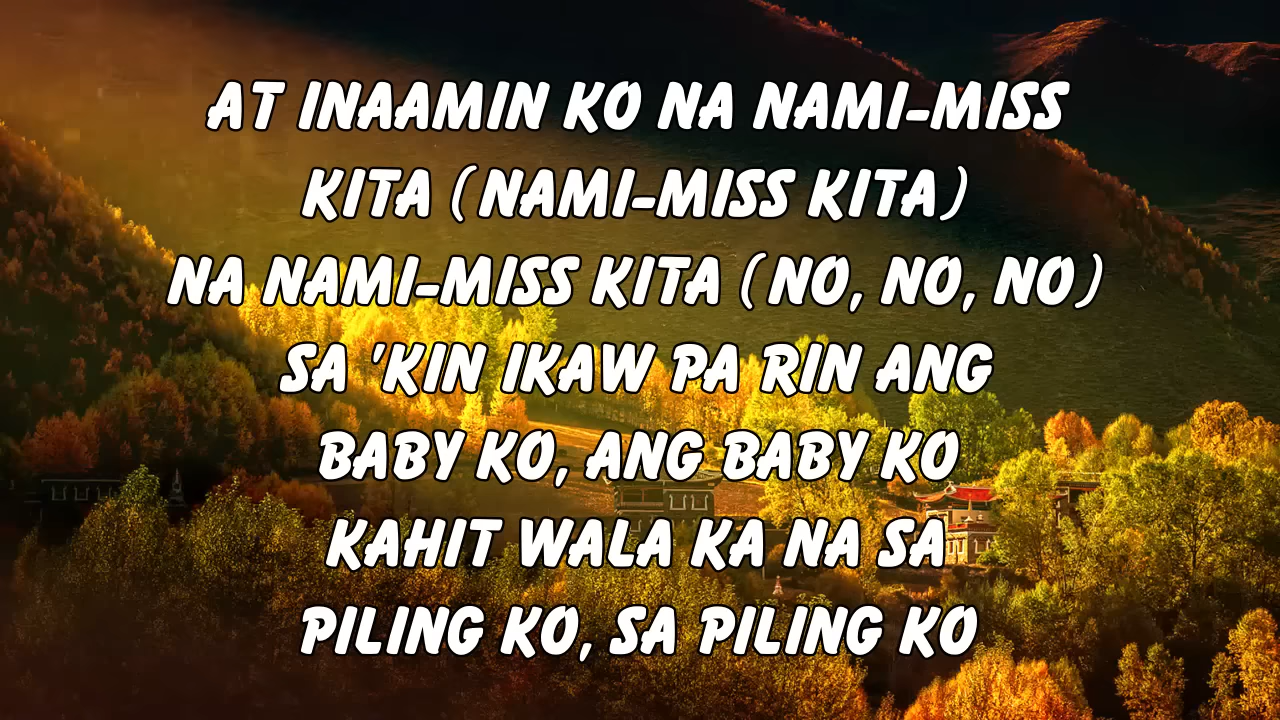 AT INAAMIN KO NA NAMI-MISS
KITA (NAMI-MISS KITA)
NA NAMI-MISS KITA (NO, NO, NO)
SA 'KIN IKAW PA RIN ANG
BABY KO, ANG BABY KO
KAHIT WALA KA NA SA
PILING KO, SA PILING KO